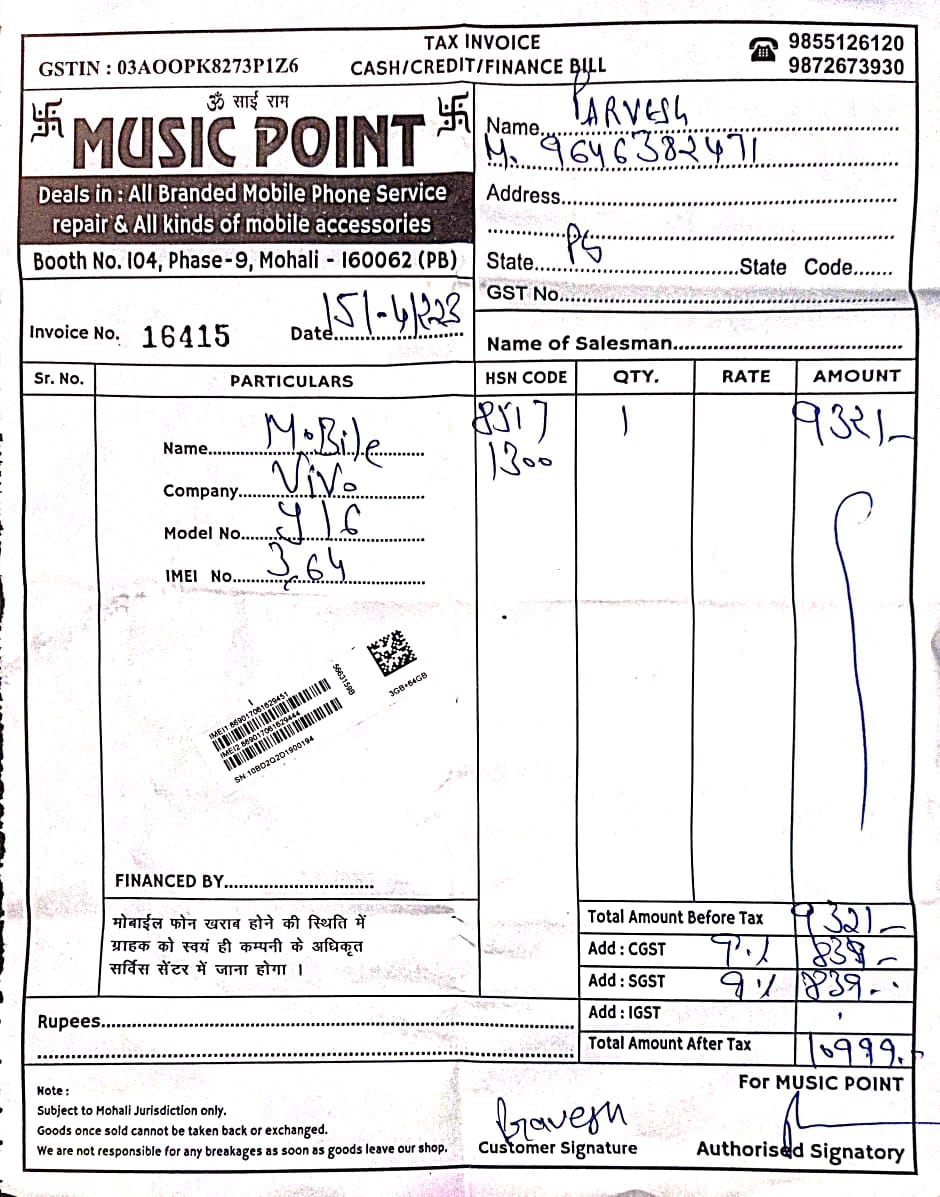 TAX INVOICE
GSTIN : 03AOOPK8273P1Z6
CASH/CREDIT/FINANCE BILL
9855126120
9872673930
ॐ साई राम
MUSIC POINT
Deals in : All Branded Mobile Phone Service
repair & All kinds of mobile accessories
Booth No. 104, Phase-9, Mohali - 160062 (PB)
Name PARVESH
M. 9646382471
Address
State PB State Code
GST No.
Invoice No. 16415 Date 15/-4/223
Name of Salesman
Sr. No. PARTICULARS HSN CODE QTY. RATE AMOUNT
Name MoBile 8517 1 9321-
1300
Company ViVo
Model No. Y16
IMEI No. 3,64
IMEI1 869017061629451
IMEI2 869017061629444
SN 10BD2Q2D1900194
5663159B
3GB+64GB
FINANCED BY
मोबाईल फोन खराब होने की स्थिति में
ग्राहक को स्वयं ही कम्पनी के अधिकृत
सर्विस सेंटर में जाना होगा ।
Total Amount Before Tax 9321-
Add : CGST 9% 839-
Add : SGST 9% 839-
Add : IGST
Total Amount After Tax 10999.-
Rupees
For MUSIC POINT
Note :
Subject to Mohali Jurisdiction only.
Goods once sold cannot be taken back or exchanged.
We are not responsible for any breakages as soon as goods leave our shop.
Pravesh
Customer Signature
Authorised Signatory